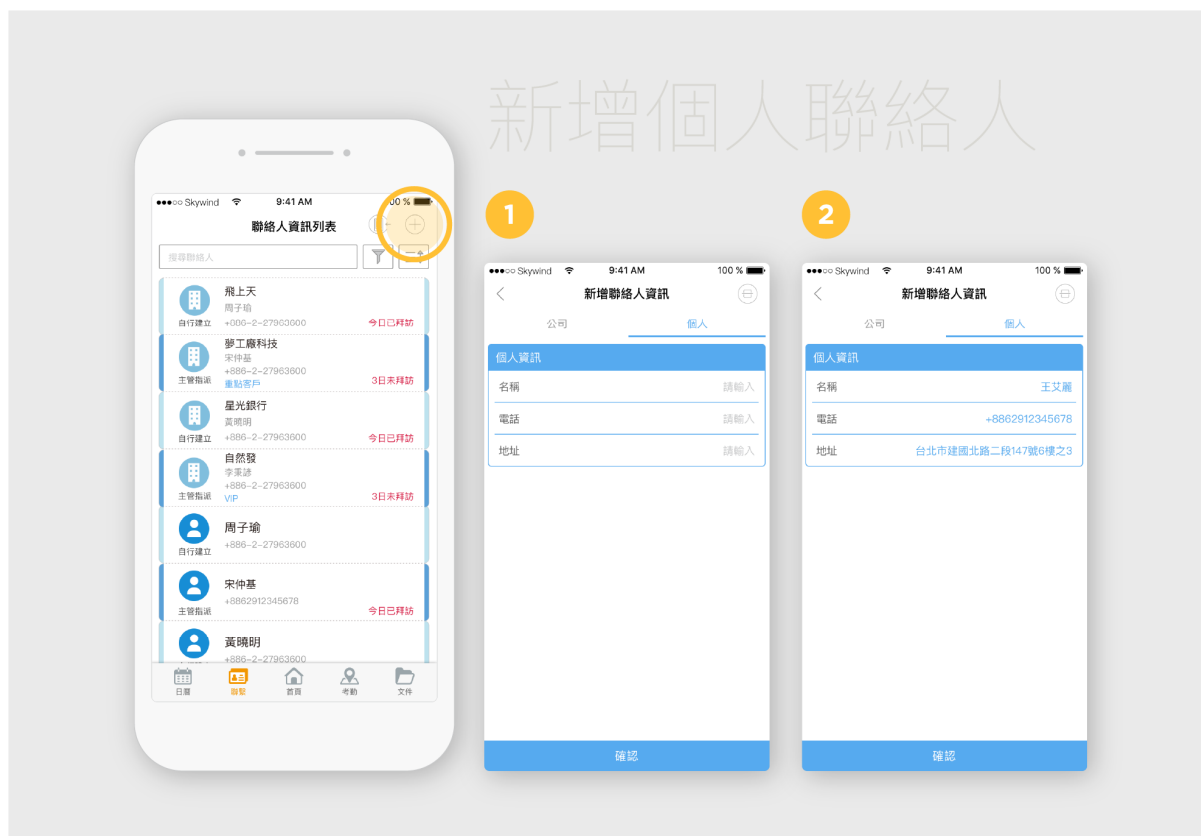 新增個人聯絡人
Skywind 9:41 AM 00 %
聯絡人資訊列表
搜尋聯絡人
飛上天
周子瑜
自行建立 +886-2-27963600 今日已拜訪
夢工廠科技
宋仲基
+886-2-27963600
主管指派 重點客戶 3日未拜訪
星光銀行
黃曉明
自行建立 +886-2-27963600 今日已拜訪
自然發
李秉諺
+886-2-27963600
主管指派 VIP 3日未拜訪
周子瑜
+886-2-27963600
自行建立
宋仲基
+8862912345678
主管指派 今日已拜訪
黃曉明
+886-2-27963600
日曆 聯繫 首頁 考勤 文件
1
Skywind 9:41 AM 100 %
新增聯絡人資訊
公司 個人
個人資訊
名稱 請輸入
電話 請輸入
地址 請輸入
確認
2
Skywind 9:41 AM 100 %
新增聯絡人資訊
公司 個人
個人資訊
名稱 王艾麗
電話 +8862912345678
地址 台北市建國北路二段147號6樓之3
確認